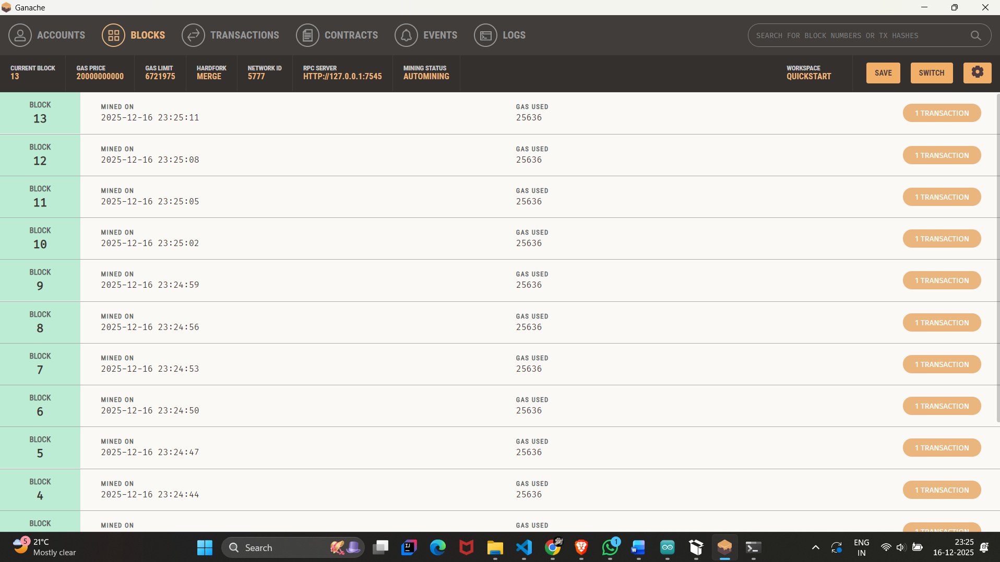 Ganache
ACCOUNTS BLOCKS TRANSACTIONS CONTRACTS EVENTS LOGS SEARCH FOR BLOCK NUMBERS OR TX HASHES
CURRENT BLOCK GAS PRICE GAS LIMIT HARDFORK NETWORK ID RPC SERVER MINING STATUS WORKSPACE
13 20000000000 6721975 MERGE 5777 HTTP://127.0.0.1:7545 AUTOMINING QUICKSTART SAVE SWITCH
BLOCK MINED ON GAS USED
13 2025-12-16 23:25:11 25636 1 TRANSACTION
BLOCK MINED ON GAS USED
12 2025-12-16 23:25:08 25636 1 TRANSACTION
BLOCK MINED ON GAS USED
11 2025-12-16 23:25:05 25636 1 TRANSACTION
BLOCK MINED ON GAS USED
10 2025-12-16 23:25:02 25636 1 TRANSACTION
BLOCK MINED ON GAS USED
9 2025-12-16 23:24:59 25636 1 TRANSACTION
BLOCK MINED ON GAS USED
8 2025-12-16 23:24:56 25636 1 TRANSACTION
BLOCK MINED ON GAS USED
7 2025-12-16 23:24:53 25636 1 TRANSACTION
BLOCK MINED ON GAS USED
6 2025-12-16 23:24:50 25636 1 TRANSACTION
BLOCK MINED ON GAS USED
5 2025-12-16 23:24:47 25636 1 TRANSACTION
BLOCK MINED ON GAS USED
4 2025-12-16 23:24:44 25636 1 TRANSACTION
BLOCK MINED ON GAS USED
1 TRANSACTION
5 21°C Search 1 ENG 23:25
Mostly clear IN 16-12-2025